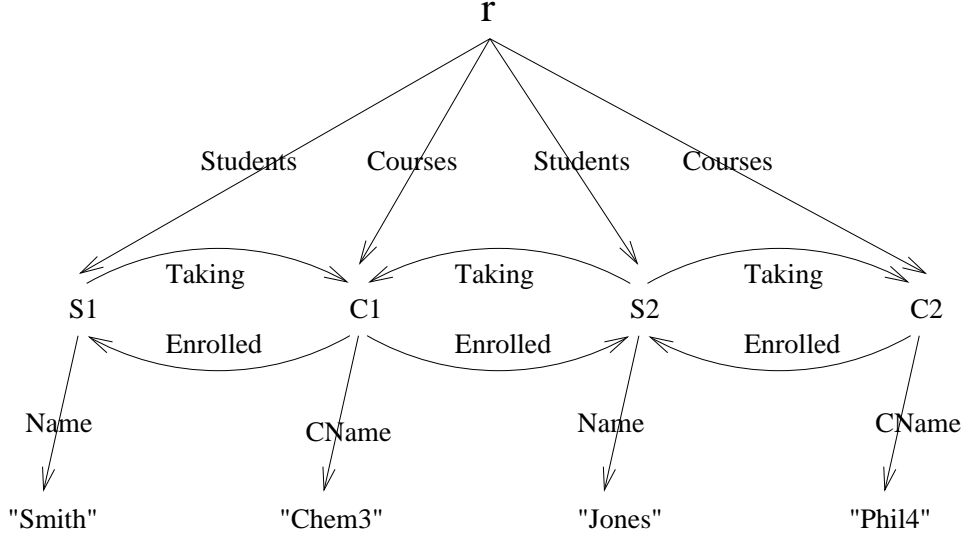 r
Students Courses Students Courses
Taking Taking Taking
S1 C1 S2 C2
Enrolled Enrolled Enrolled
Name CName Name CName
"Smith" "Chem3" "Jones" "Phil4"